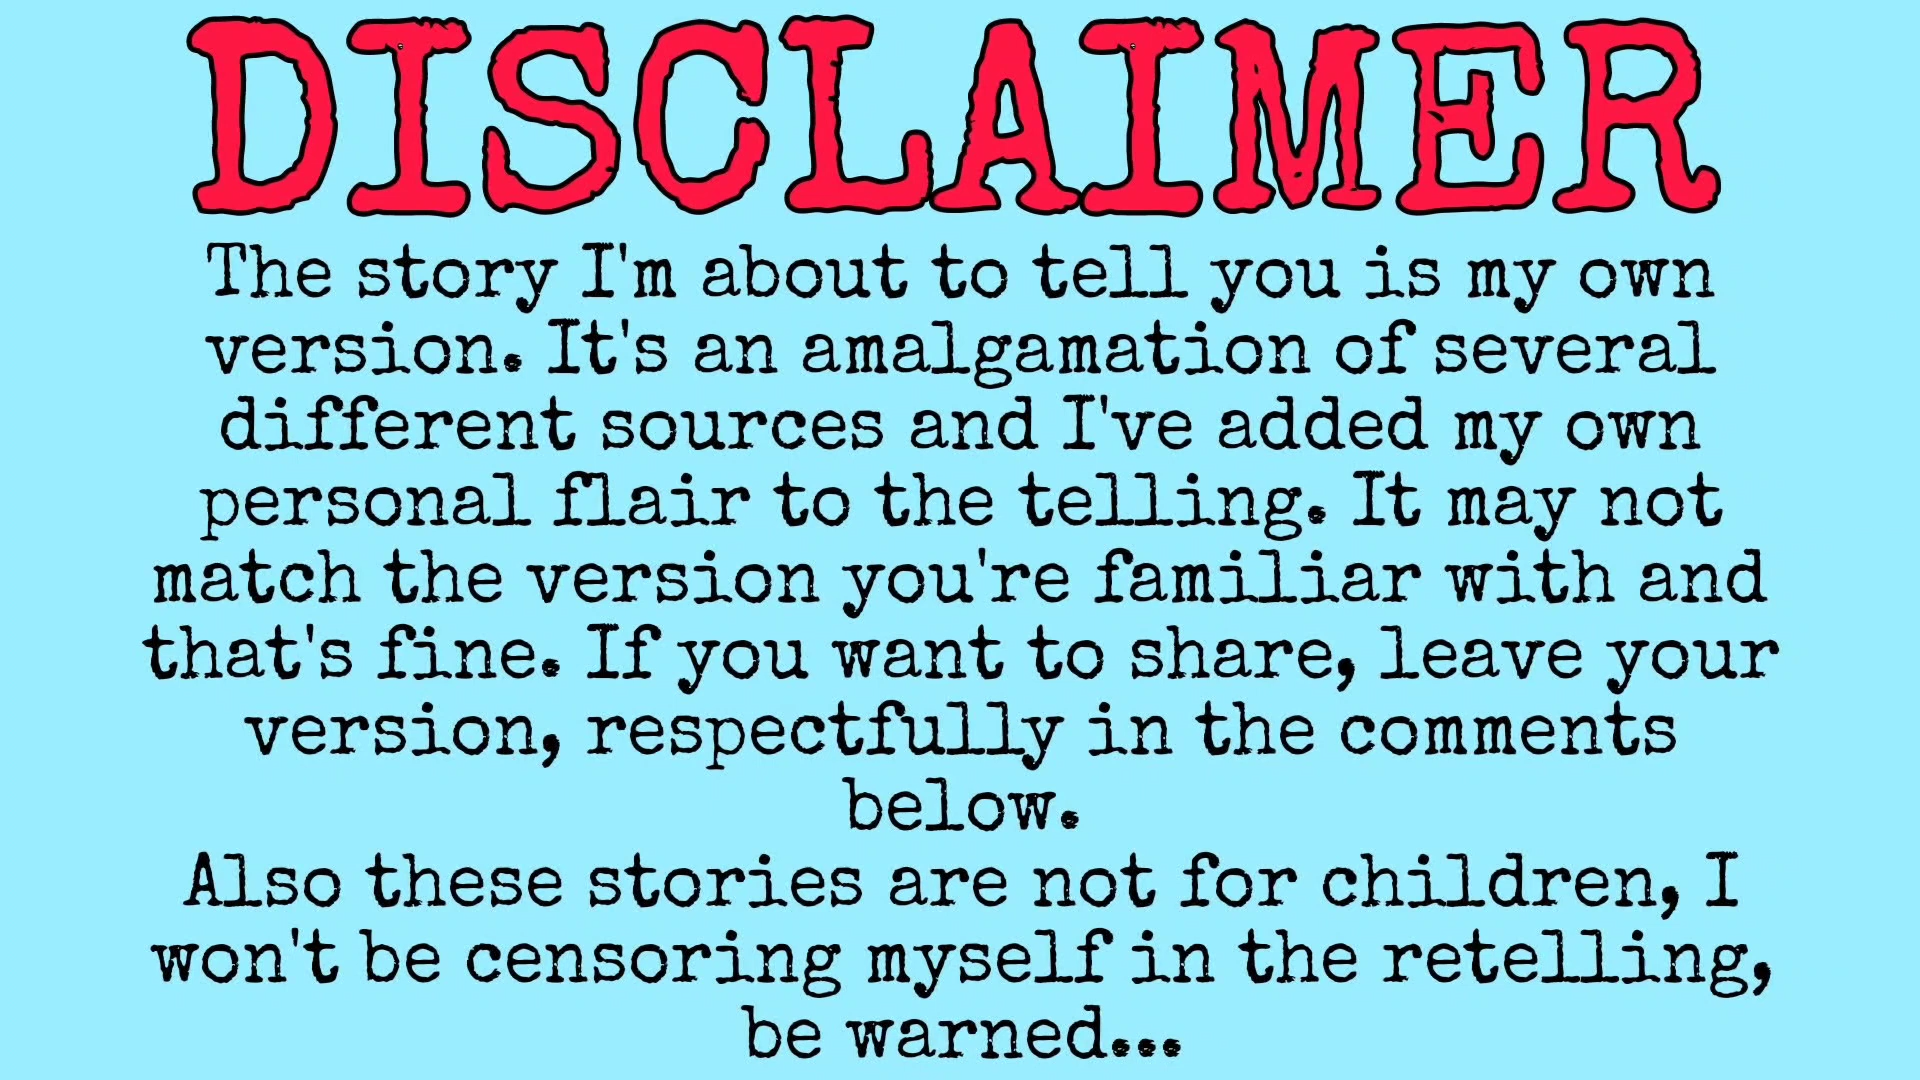 DISCLAIMER
The story I'm about to tell you is my own
version. It's an amalgamation of several
different sources and I've added my own
personal flair to the telling. It may not
match the version you're familiar with and
that's fine. If you want to share, leave your
version, respectfully in the comments
below.
Also these stories are not for children, I
won't be censoring myself in the retelling,
be warned...